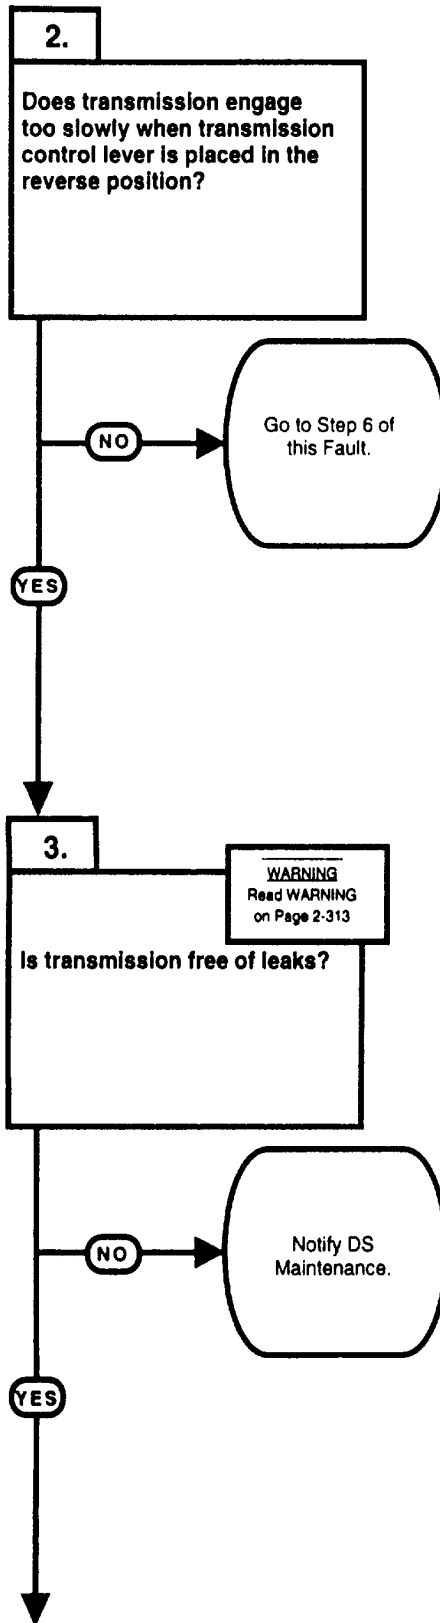 2.
Does transmission engage
too slowly when transmission
control lever is placed in the
reverse position?
NO
Go to Step 6 of
this Fault.
YES
3.
WARNING
Read WARNING
on Page 2-313
Is transmission free of leaks?
NO
Notify DS
Maintenance.
YES